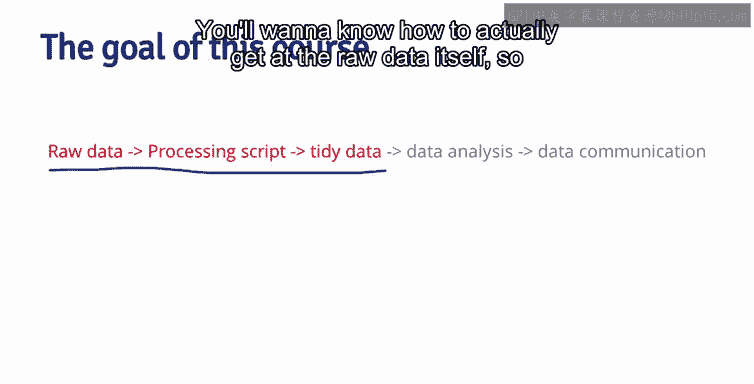 You'll wanna know how to actually
get at the raw data itself, so
The goal of this course
Raw data -> Processing script -> tidy data -> data analysis -> data communication